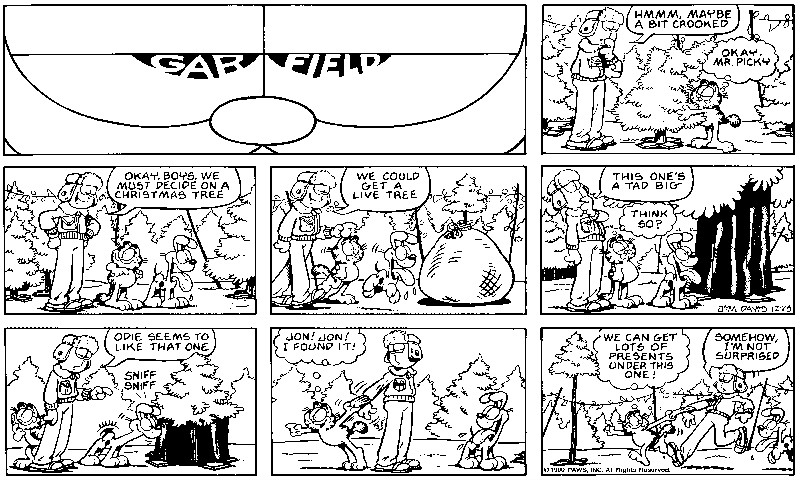 GARFIELD
HMMM, MAYBE
A BIT CROOKED
OKAY,
MR. PICKY
OKAY, BOYS, WE
MUST DECIDE ON A
CHRISTMAS TREE
WE COULD
GET A
LIVE TREE
THIS ONE'S
A TAD BIG
THINK
SO?
JIM DAVIS
ODIE SEEMS TO
LIKE THAT ONE
SNIFF
SNIFF
JON! JON!
I FOUND IT!
WE CAN GET
LOTS OF
PRESENTS
UNDER THIS
ONE!
SOMEHOW,
I'M NOT
SURPRISED
PAWS, INC. All Rights Reserved.